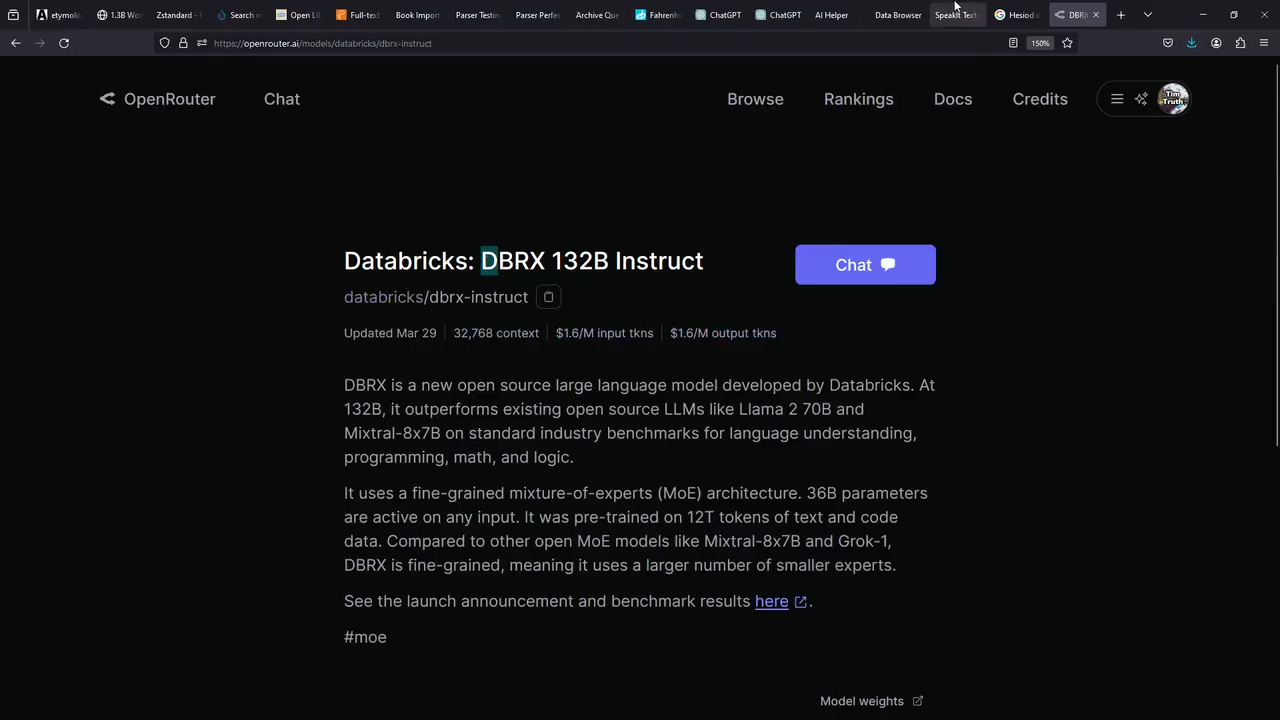 etymolo
1.3B Wor
Zstandard - F
Search m
Open Lib
Full-text
Book Import
Parser Testing
Parser Perfe
Archive Que
Fahrenhe
ChatGPT
ChatGPT
AI Helper
Data Browser
SpeakIt Text-
Hesiod
DBRX
https://openrouter.ai/models/databricks/dbrx-instruct
150%
OpenRouter
Chat
Browse
Rankings
Docs
Credits
Tim
Truth
Databricks: DBRX 132B Instruct
Chat
databricks/dbrx-instruct
Updated Mar 29
32,768 context
$1.6/M input tkns
$1.6/M output tkns
DBRX is a new open source large language model developed by Databricks. At
132B, it outperforms existing open source LLMs like Llama 2 70B and
Mixtral-8x7B on standard industry benchmarks for language understanding,
programming, math, and logic.
It uses a fine-grained mixture-of-experts (MoE) architecture. 36B parameters
are active on any input. It was pre-trained on 12T tokens of text and code
data. Compared to other open MoE models like Mixtral-8x7B and Grok-1,
DBRX is fine-grained, meaning it uses a larger number of smaller experts.
See the launch announcement and benchmark results here.
#moe
Model weights